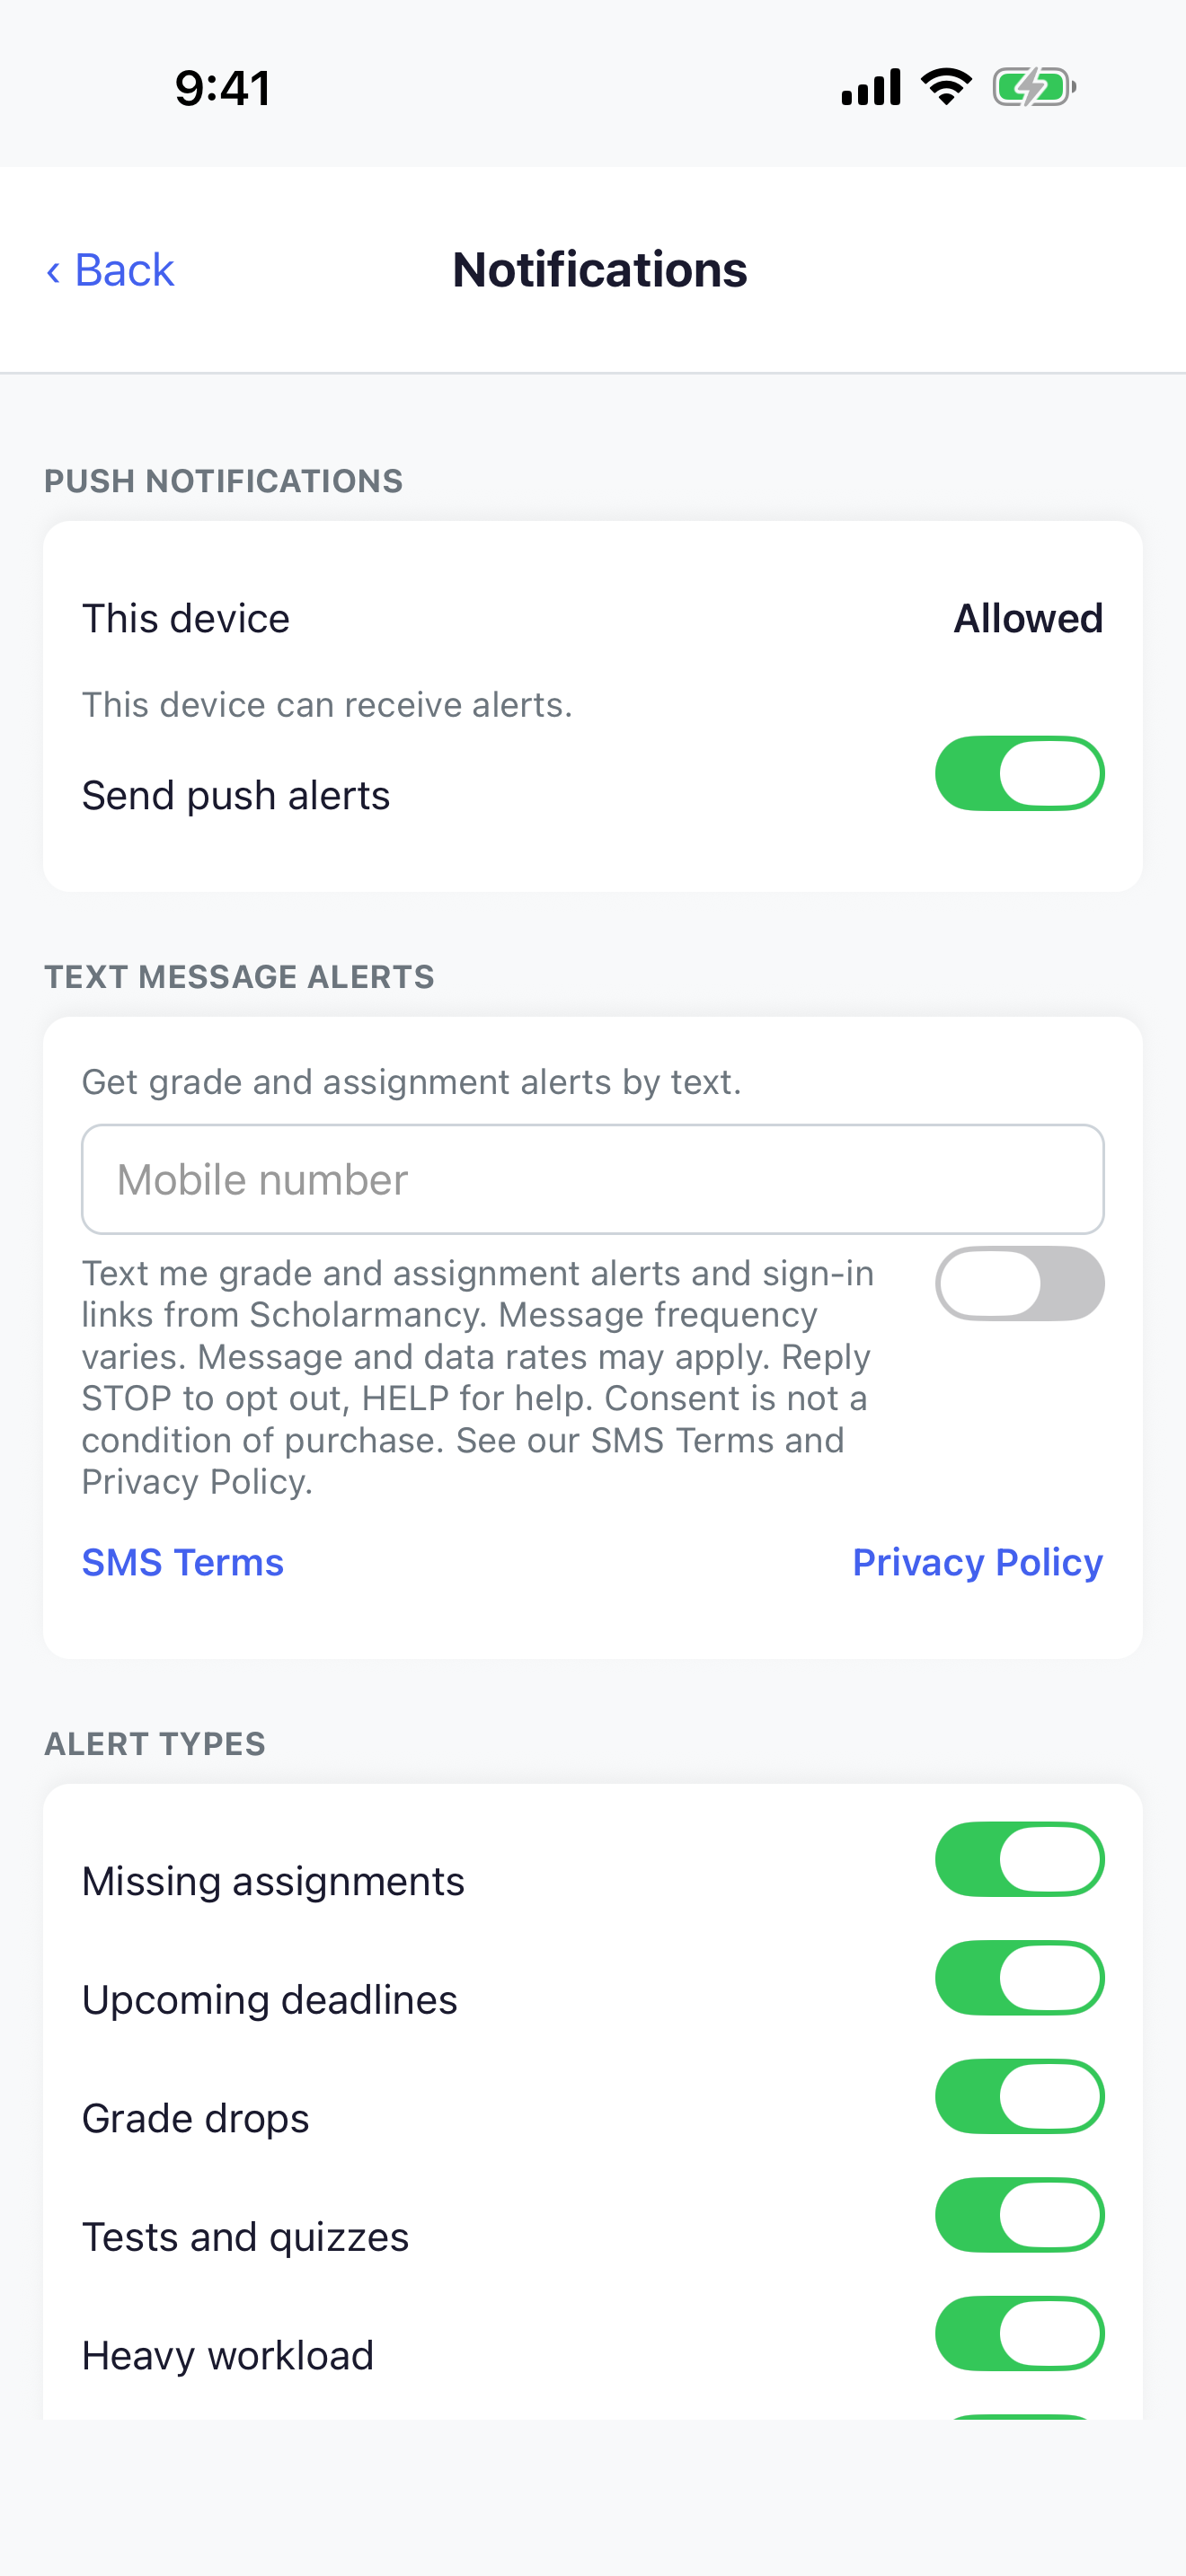 9:41
‹ Back
Notifications
PUSH NOTIFICATIONS
This device
Allowed
This device can receive alerts.
Send push alerts
TEXT MESSAGE ALERTS
Get grade and assignment alerts by text.
Mobile number
Text me grade and assignment alerts and sign-in
links from Scholarmancy. Message frequency
varies. Message and data rates may apply. Reply
STOP to opt out, HELP for help. Consent is not a
condition of purchase. See our SMS Terms and
Privacy Policy.
SMS Terms
Privacy Policy
ALERT TYPES
Missing assignments
Upcoming deadlines
Grade drops
Tests and quizzes
Heavy workload